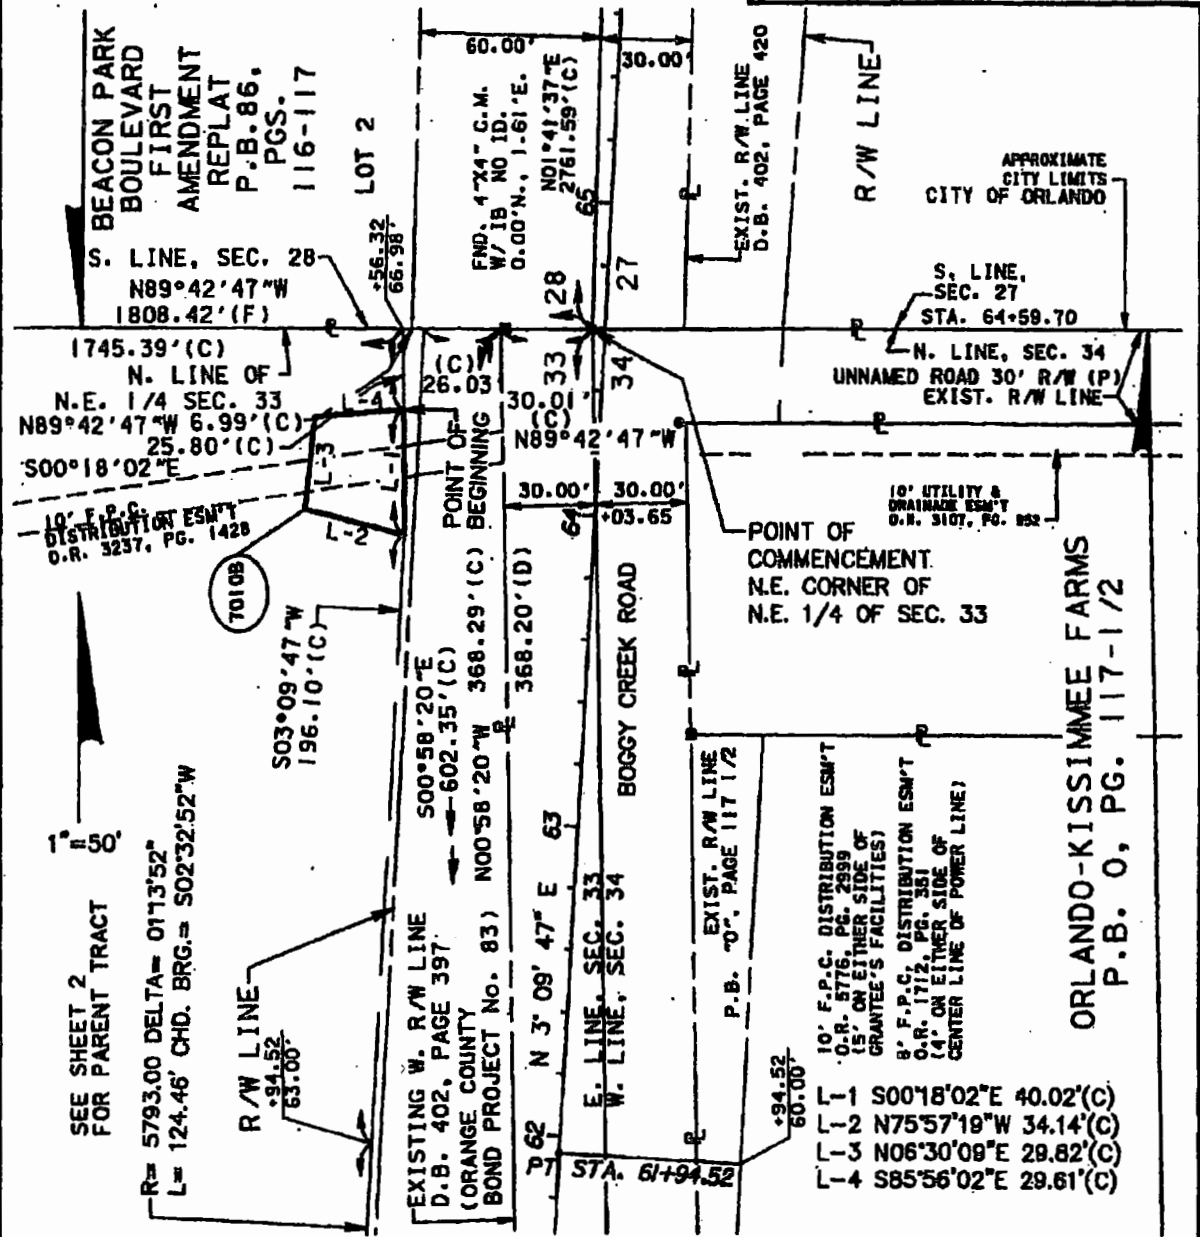 BEACON PARK
BOULEVARD
FIRST
AMENDMENT
REPLAT
P.B.86,
PGS.
116-117
LOT 2
60.00'
30.00'
FND. 4"X4" C.M.
W/ IB NO ID.
0.00'N., 1.61'E.
N01°41'37"E
2761.59'(C)
65
EXIST. R/W LINE
D.B. 402, PAGE 420
R/W LINE
APPROXIMATE
CITY LIMITS
CITY OF ORLANDO
+56.32
66.98'
S. LINE, SEC. 28
N89°42'47"W
1808.42'(F)
28
27
33
34
S. LINE,
SEC. 27
STA. 64+59.70
N. LINE, SEC. 34
UNNAMED ROAD 30' R/W (P)
EXIST. R/W LINE
1745.39'(C)
N. LINE OF
N.E. 1/4 SEC. 33
N89°42'47"W 6.99'(C)
25.80'(C)
S00°18'02"E
(C)
26.03
30.01'
(C)
N89°42'47"W
L-4
L-3
L-1
L-2
POINT OF
BEGINNING
10' F.P.C.
DISTRIBUTION ESM'T
O.R. 3237, PG. 1428
7010B
30.00'
30.00'
+03.65
64
10' UTILITY &
DRAINAGE ESM'T
O.R. 3107, PG. 952
POINT OF
COMMENCEMENT
N.E. CORNER OF
N.E. 1/4 OF SEC. 33
S03°09'47"W
196.10'(C)
S00°58'20"E
602.35'(C)
N00°58'20"W 368.29'(C)
368.20'(D)
BOGGY CREEK ROAD
63
1"=50'
SEE SHEET 2
FOR PARENT TRACT
R= 5793.00 DELTA= 01°13'52"
L= 124.46' CHD. BRG.= S02°32'52"W
R/W LINE
+94.52
63.00'
EXISTING W. R/W LINE
D.B. 402, PAGE 397
(ORANGE COUNTY
BOND PROJECT No. 83)
N 3° 09' 47" E
E. LINE, SEC. 33
W. LINE, SEC. 34
EXIST. R/W LINE
P.B. "O", PAGE 117 1/2
62
PT STA. 61+94.52
+94.52
60.00'
10' F.P.C. DISTRIBUTION ESM'T
O.R. 5776, PG. 2999
(5' ON EITHER SIDE OF
GRANTEE'S FACILITIES)
8' F.P.C. DISTRIBUTION ESM'T
O.R. 1712, PG. 351
(4' ON EITHER SIDE OF
CENTER LINE OF POWER LINE)
ORLANDO-KISSIMMEE FARMS
P.B. O, PG. 117-1/2
L-1 S00°18'02"E 40.02'(C)
L-2 N75°57'19"W 34.14'(C)
L-3 N06°30'09"E 29.82'(C)
L-4 S85°56'02"E 29.61'(C)